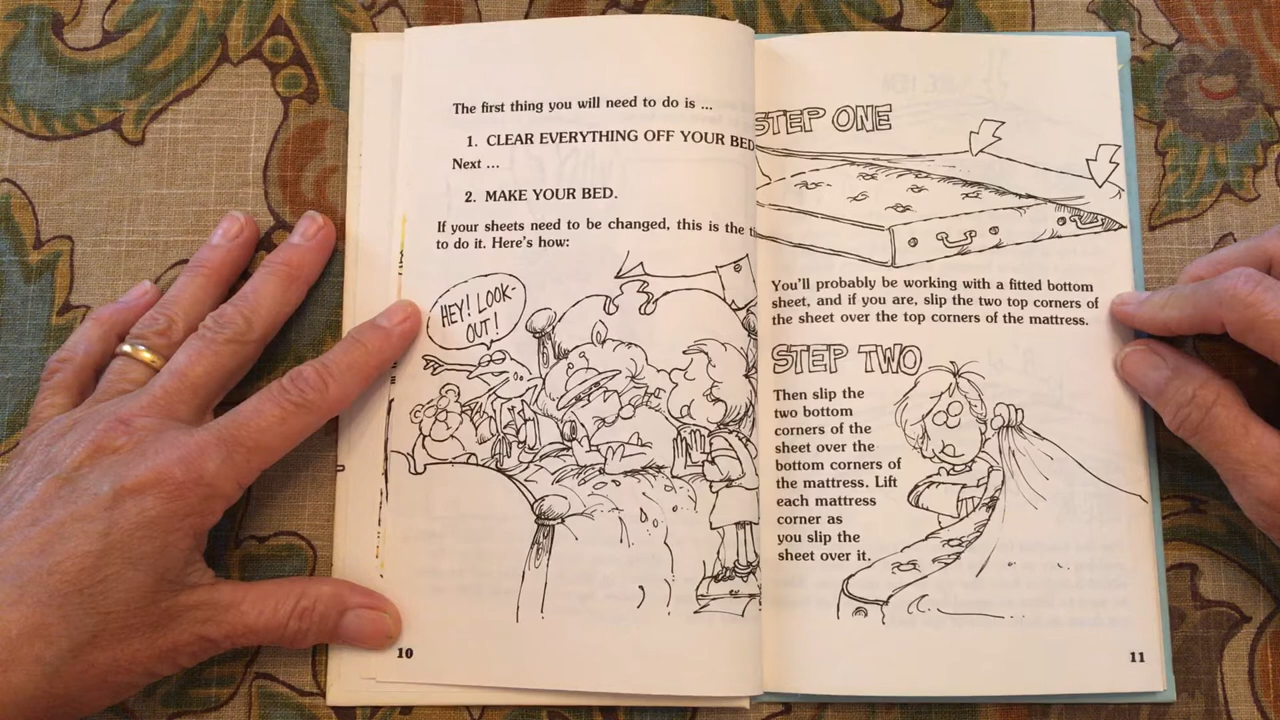 The first thing you will need to do is ...
1. CLEAR EVERYTHING OFF YOUR BED
Next ...
2. MAKE YOUR BED.
If your sheets need to be changed, this is the
to do it. Here's how:
HEY! LOOK-
OUT!
10
STEP ONE
You'll probably be working with a fitted bottom
sheet, and if you are, slip the two top corners of
the sheet over the top corners of the mattress.
STEP TWO
Then slip the
two bottom
corners of the
sheet over the
bottom corners of
the mattress. Lift
each mattress
corner as
you slip the
sheet over it.
11